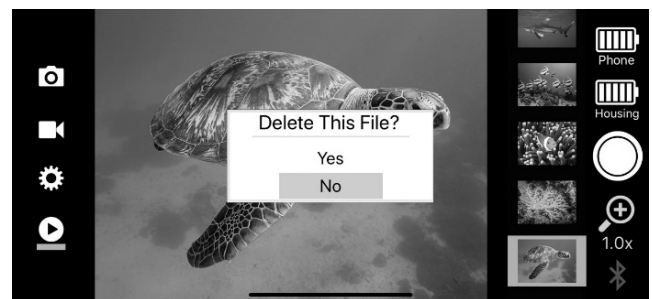 Delete This File?
Yes
No
Phone
Housing
1.0x